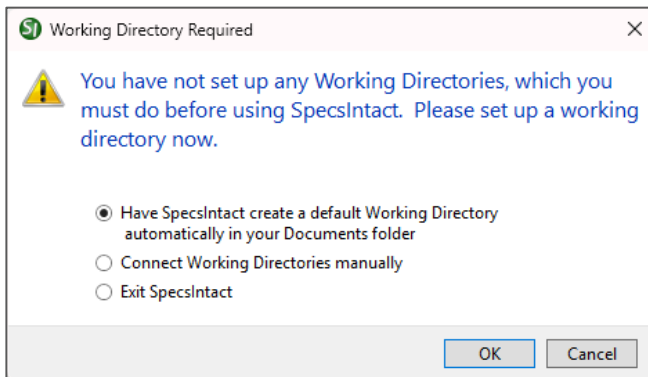 SI Working Directory Required
You have not set up any Working Directories, which you
must do before using SpecsIntact. Please set up a working
directory now.
Have SpecsIntact create a default Working Directory
automatically in your Documents folder
Connect Working Directories manually
Exit SpecsIntact
OK Cancel